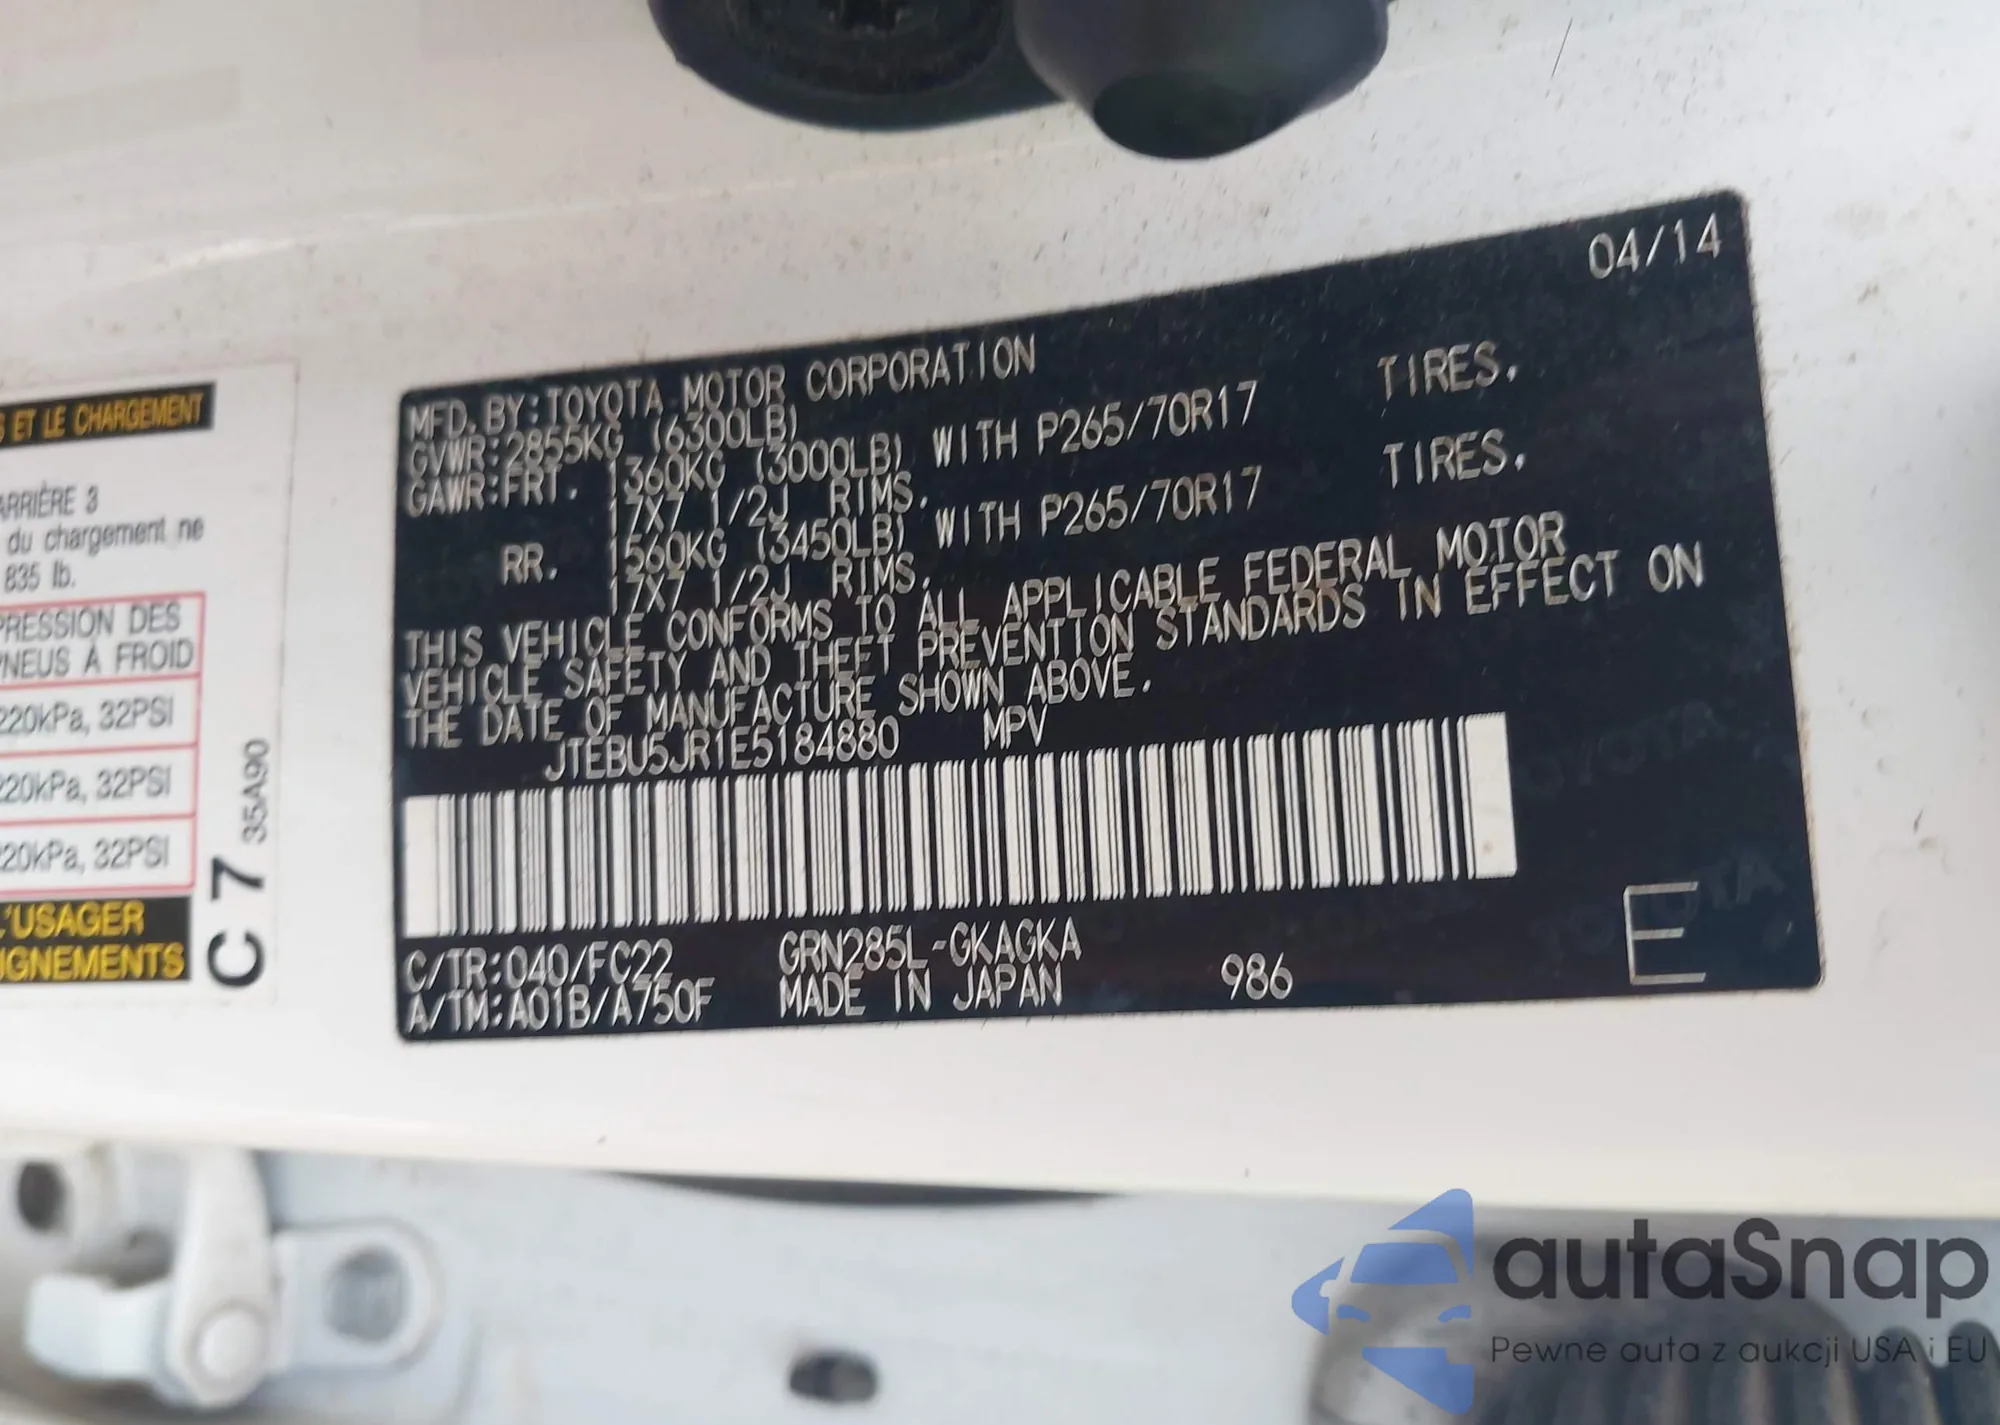 S ET LE CHARGEMENT
ARRIÈRE 3
du chargement ne
835 lb.
PRESSION DES
PNEUS À FROID
220kPa, 32PSI
220kPa, 32PSI
220kPa, 32PSI
L'USAGER
IGNEMENTS
C 7 35A90
04/14
MFD. BY: TOYOTA MOTOR CORPORATION
GVWR: 2855KG (6300LB)
GAWR: FRT. 1360KG (3000LB) WITH P265/70R17 TIRES.
17X7 1/2J RIMS.
RR. 1560KG (3450LB) WITH P265/70R17 TIRES.
17X7 1/2J RIMS.
THIS VEHICLE CONFORMS TO ALL APPLICABLE FEDERAL MOTOR
VEHICLE SAFETY AND THEFT PREVENTION STANDARDS IN EFFECT ON
THE DATE OF MANUFACTURE SHOWN ABOVE.
JTEBU5JR1E5184880 MPV
C/TR: 040/FC22 GRN285L-GKAGKA
A/TM: A01B/A750F MADE IN JAPAN 986
E
autaSnap
Pewne auta z aukcji USA i EU